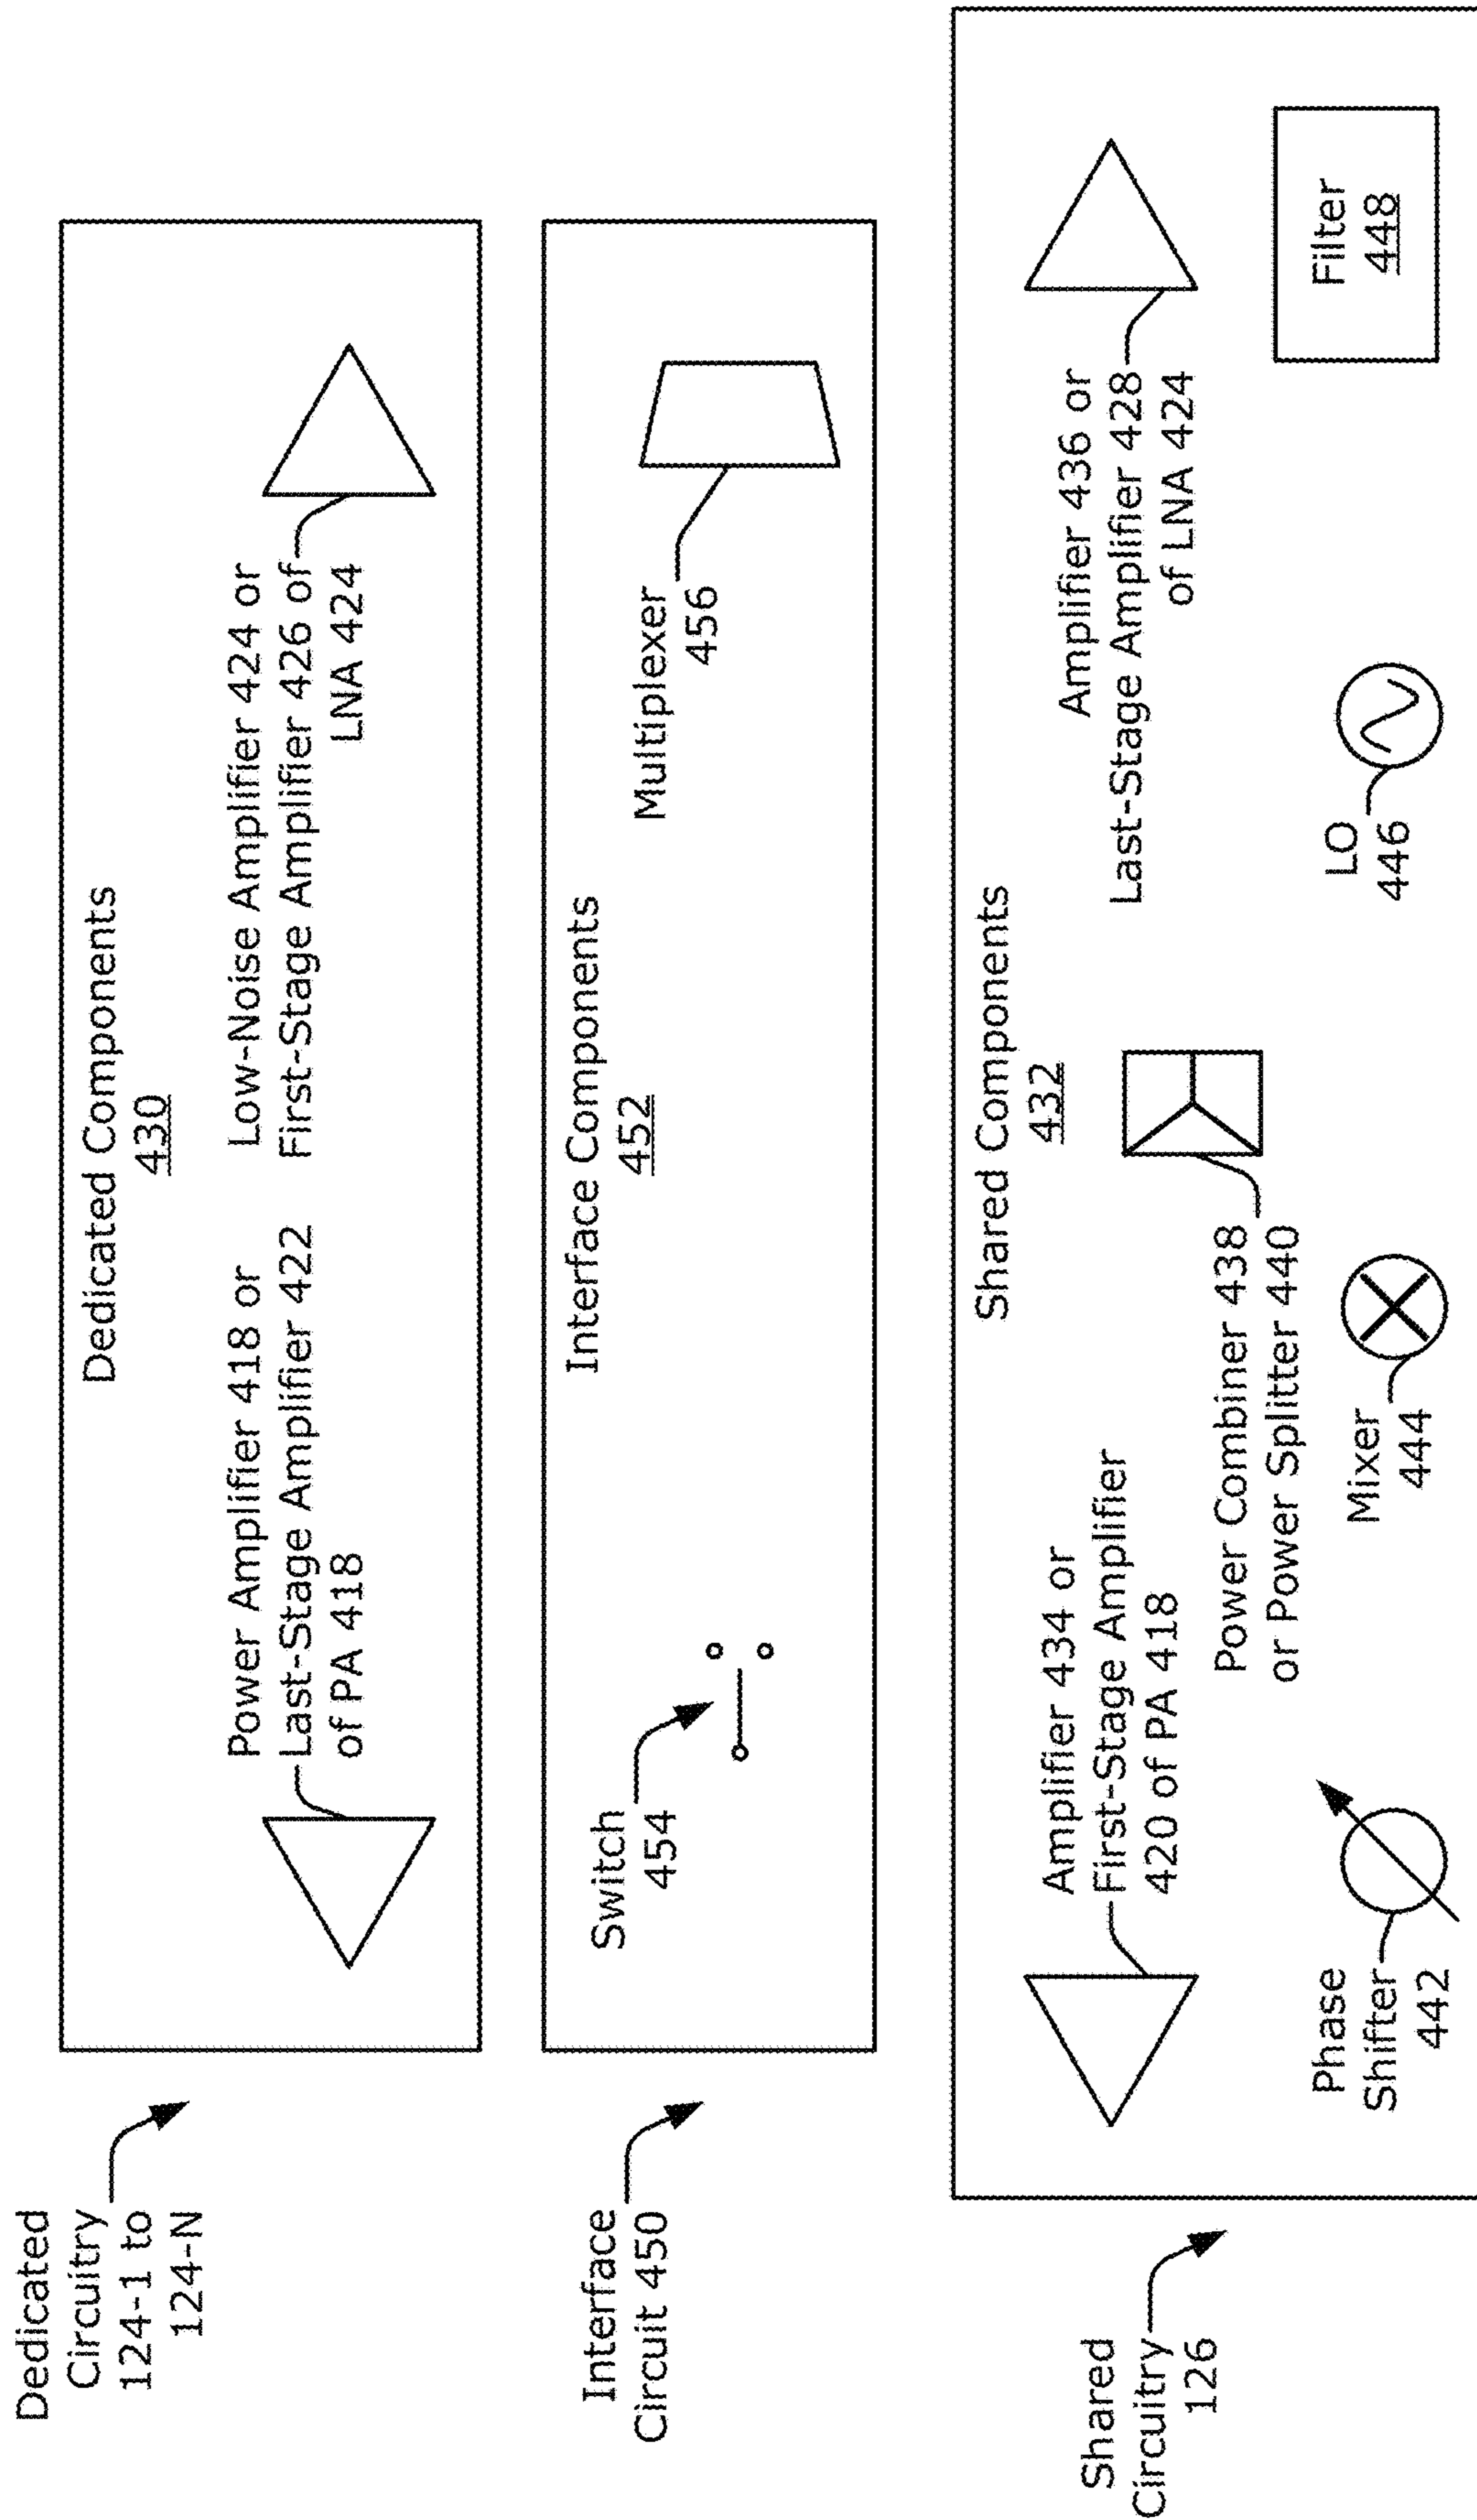 Dedicated
Circuitry
124-1 to
124-N
Dedicated Components
430
Power Amplifier 418 or
Last-Stage Amplifier 422
of PA 418
Low-Noise Amplifier 424 or
First-Stage Amplifier 426 of
LNA 424
Interface
Circuit 450
Interface Components
452
Switch
454
Multiplexer
456
Shared
Circuitry
126
Shared Components
432
Amplifier 434 or
First-Stage Amplifier
420 of PA 418
Amplifier 436 or
Last-Stage Amplifier 428
of LNA 424
Power Combiner 438
or Power Splitter 440
Phase
Shifter
442
Mixer
444
LO
446
Filter
448